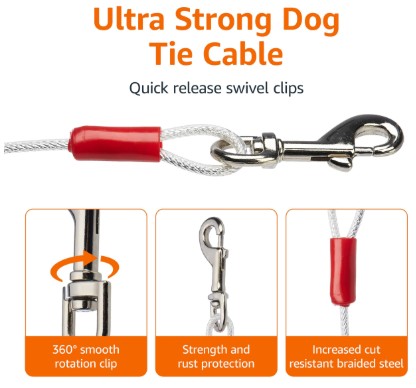 Ultra Strong Dog
Tie Cable
Quick release swivel clips
360° smooth
rotation clip
Strength and
rust protection
Increased cut
resistant braided steel